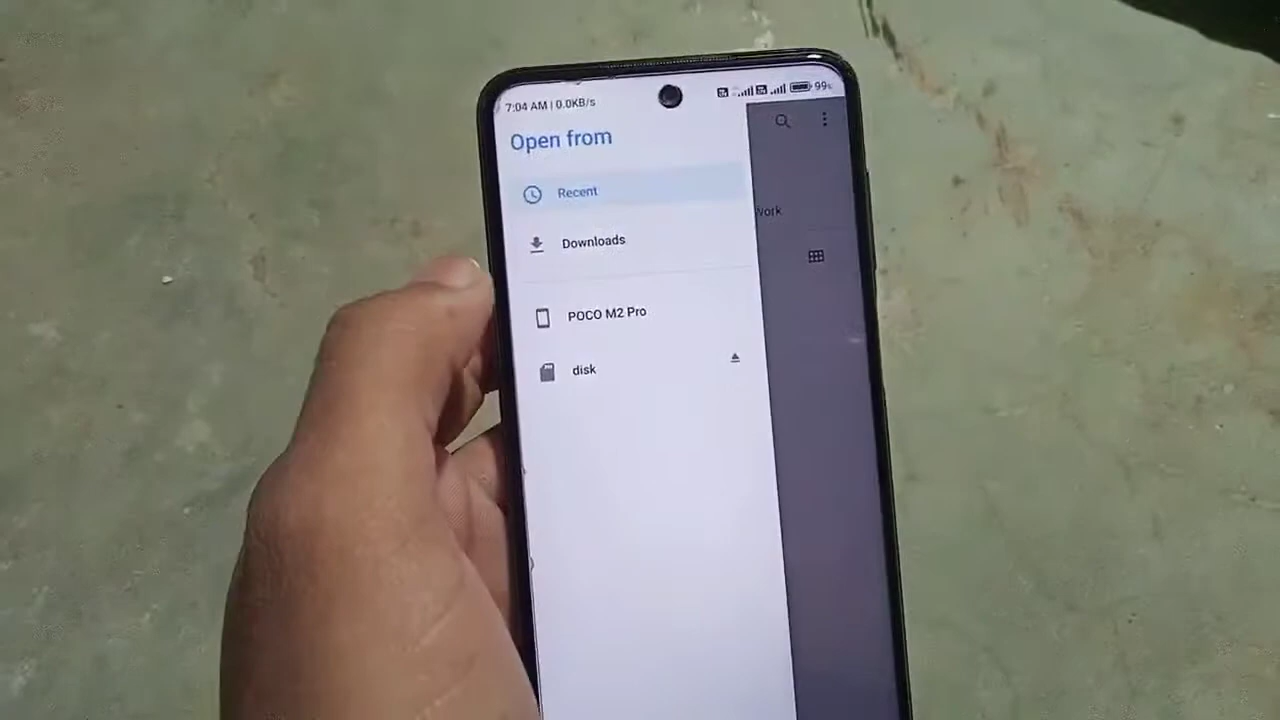 7:04 AM | 0.0KB/s
99%
Open from
Recent
Work
Downloads
POCO M2 Pro
disk